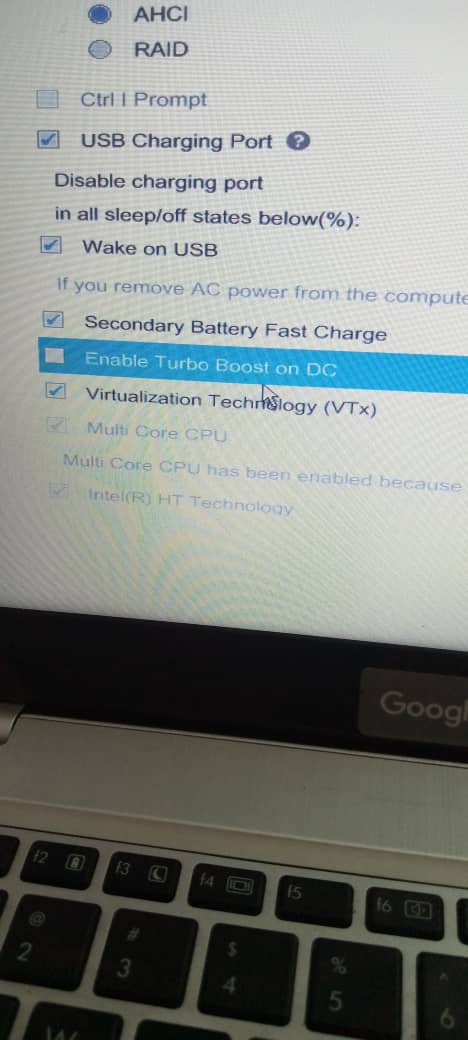 AHCI
RAID
Ctrl I Prompt
USB Charging Port ?
Disable charging port
in all sleep/off states below(%):
Wake on USB
If you remove AC power from the compute
Secondary Battery Fast Charge
Enable Turbo Boost on DC
Virtualization Technology (VTx)
Multi Core CPU
Multi Core CPU has been enabled because
Intel(R) HT Technology
Googl
f2
f3
f4
f5
f6
@
2
#
3
$
4
%
5
^
6
W